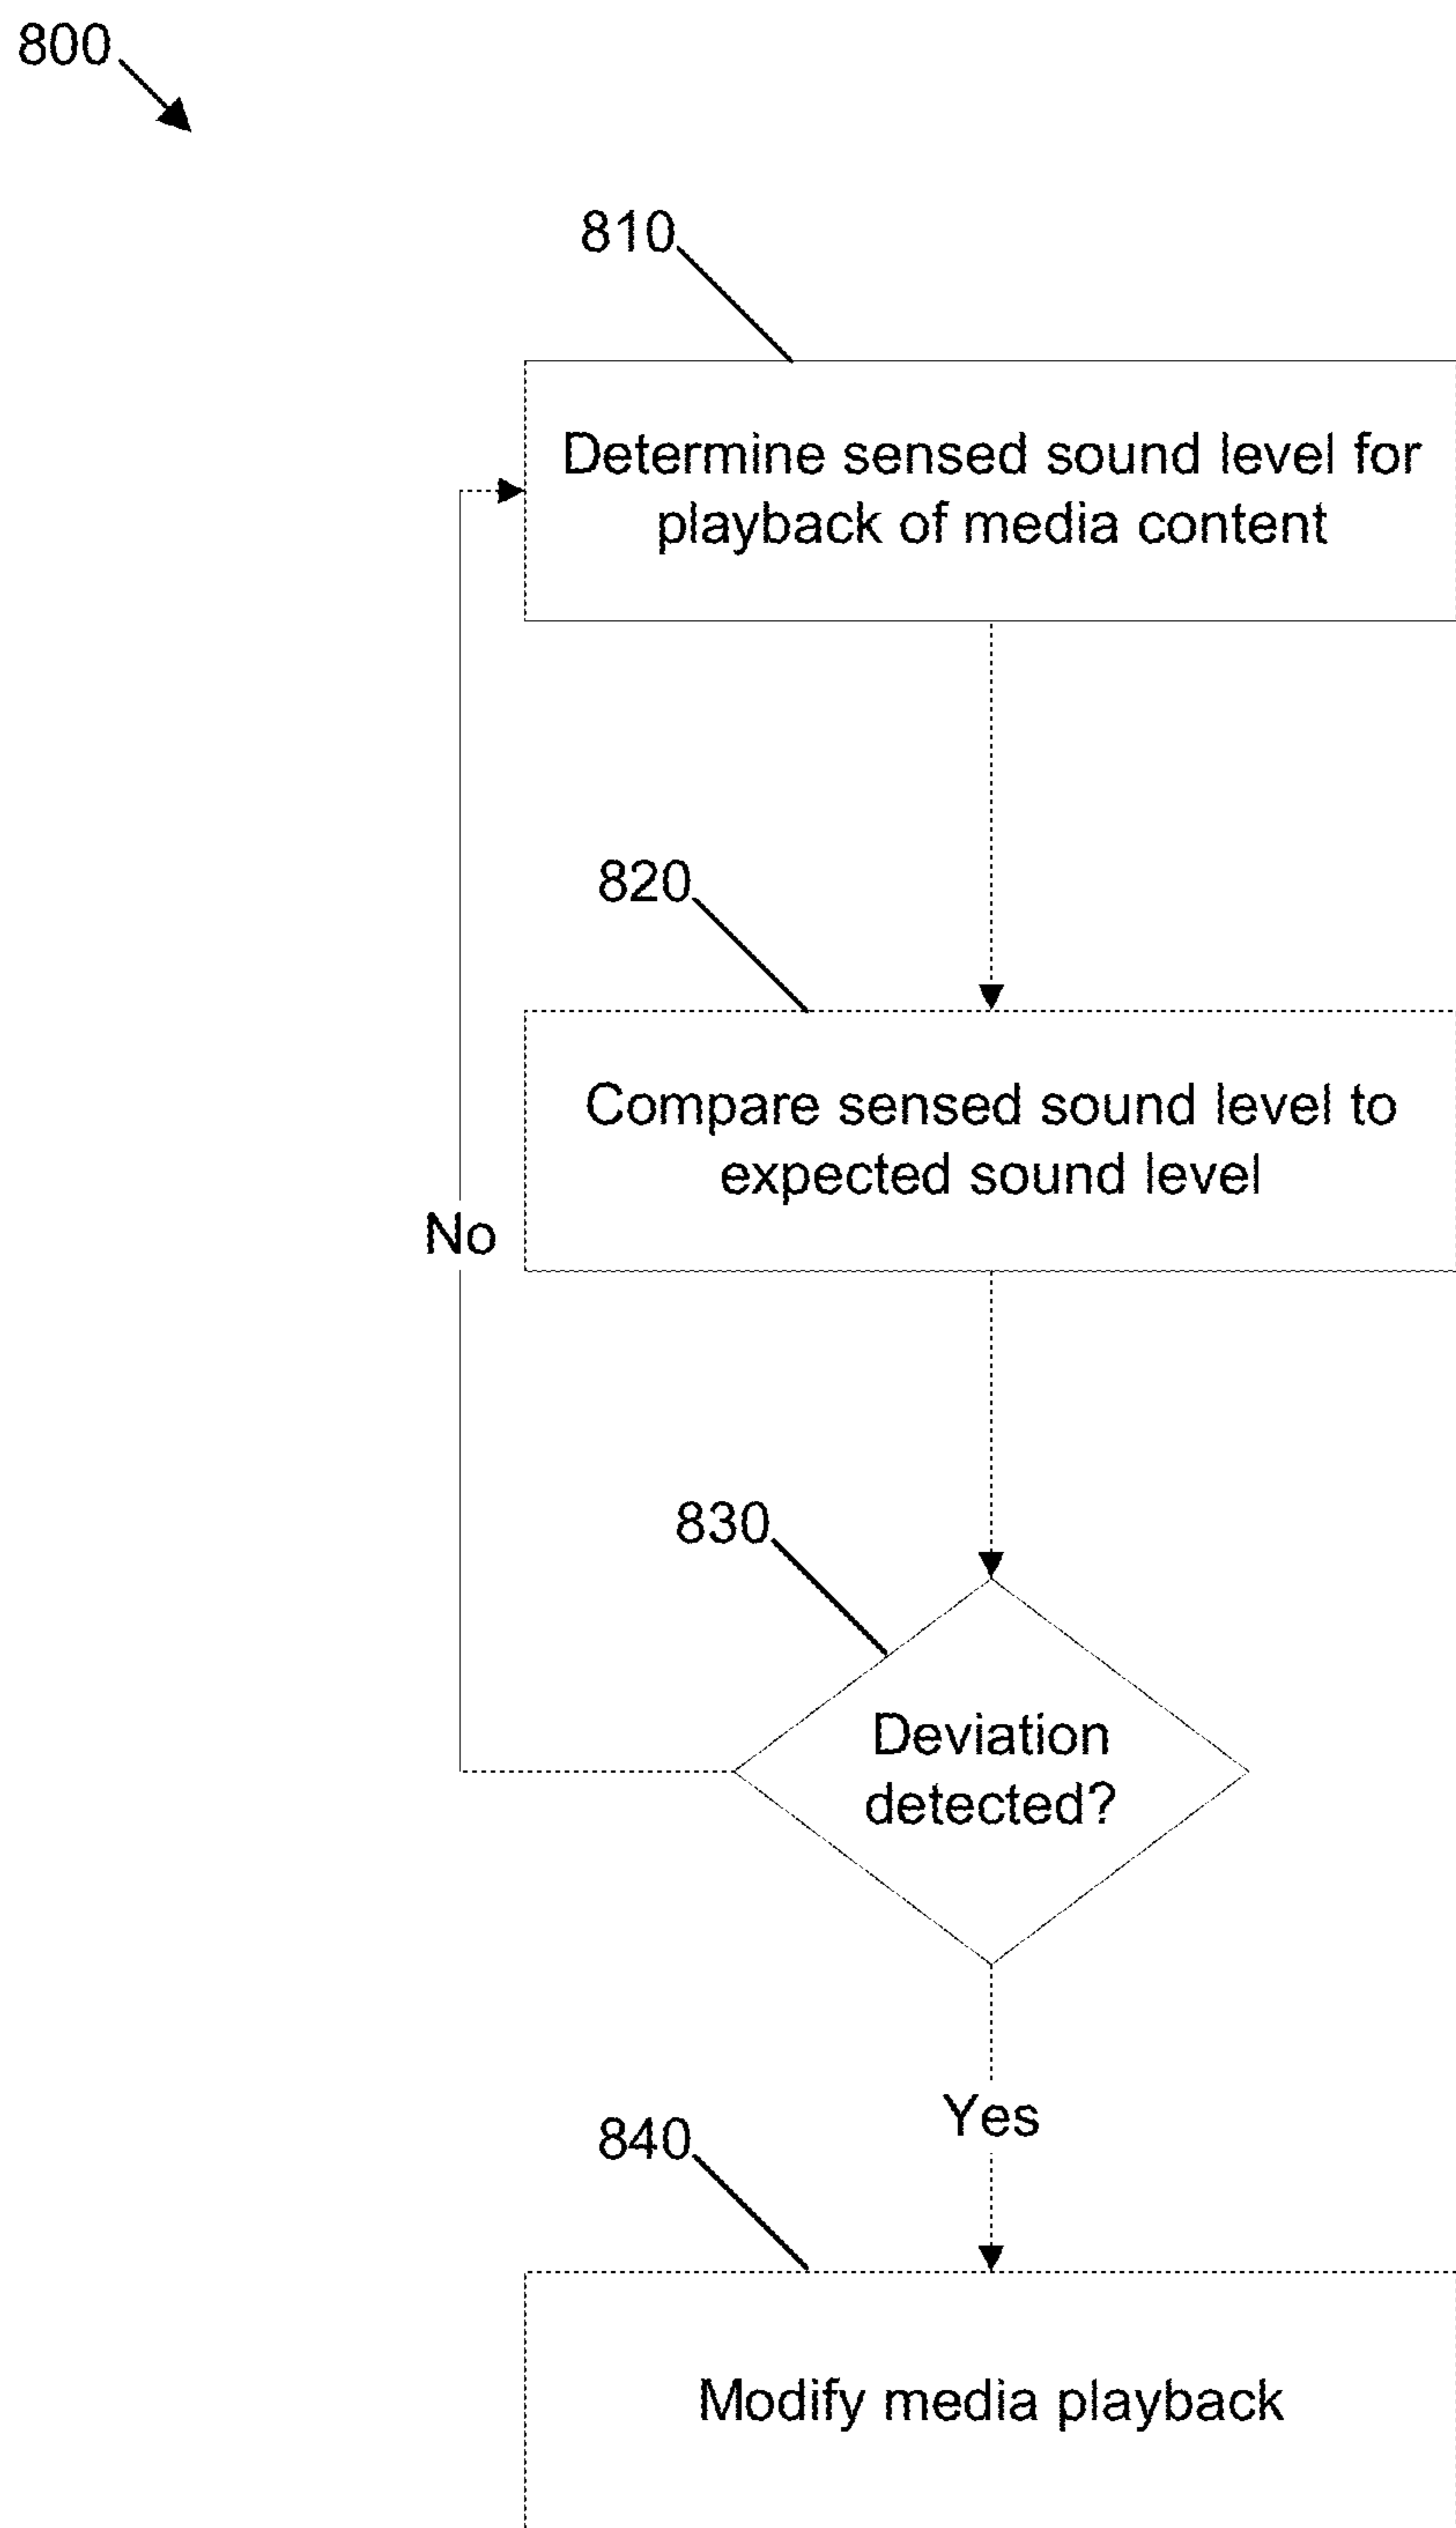 800
810
Determine sensed sound level for
playback of media content
820
Compare sensed sound level to
expected sound level
No
830
Deviation
detected?
Yes
840
Modify media playback